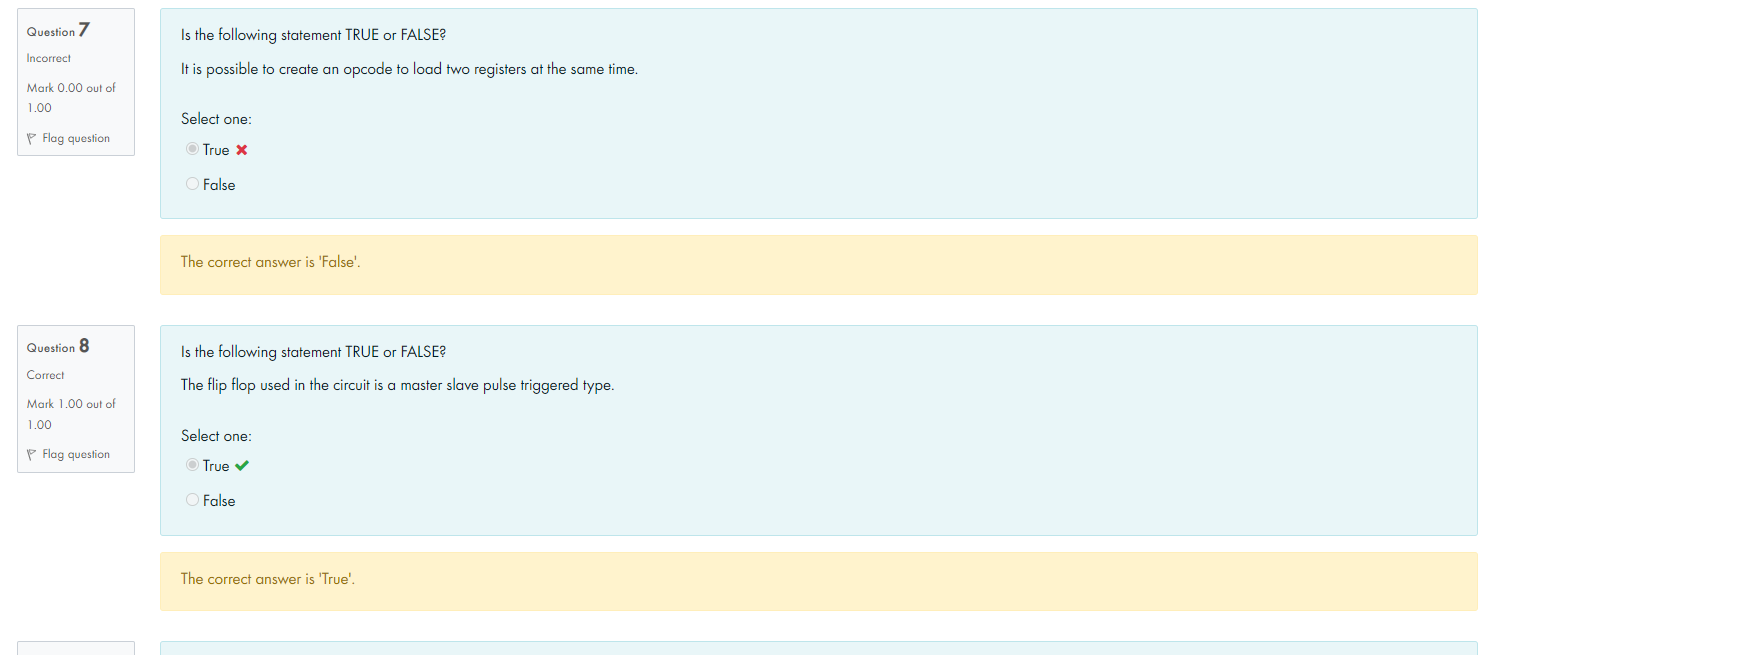 Question 7
Incorrect
Mark 0.00 out of
1.00
Flag question
Is the following statement TRUE or FALSE?
It is possible to create an opcode to load two registers at the same time.
Select one:
True
False
The correct answer is 'False'.
Question 8
Correct
Mark 1.00 out of
1.00
Flag question
Is the following statement TRUE or FALSE?
The flip flop used in the circuit is a master slave pulse triggered type.
Select one:
True
False
The correct answer is 'True'.